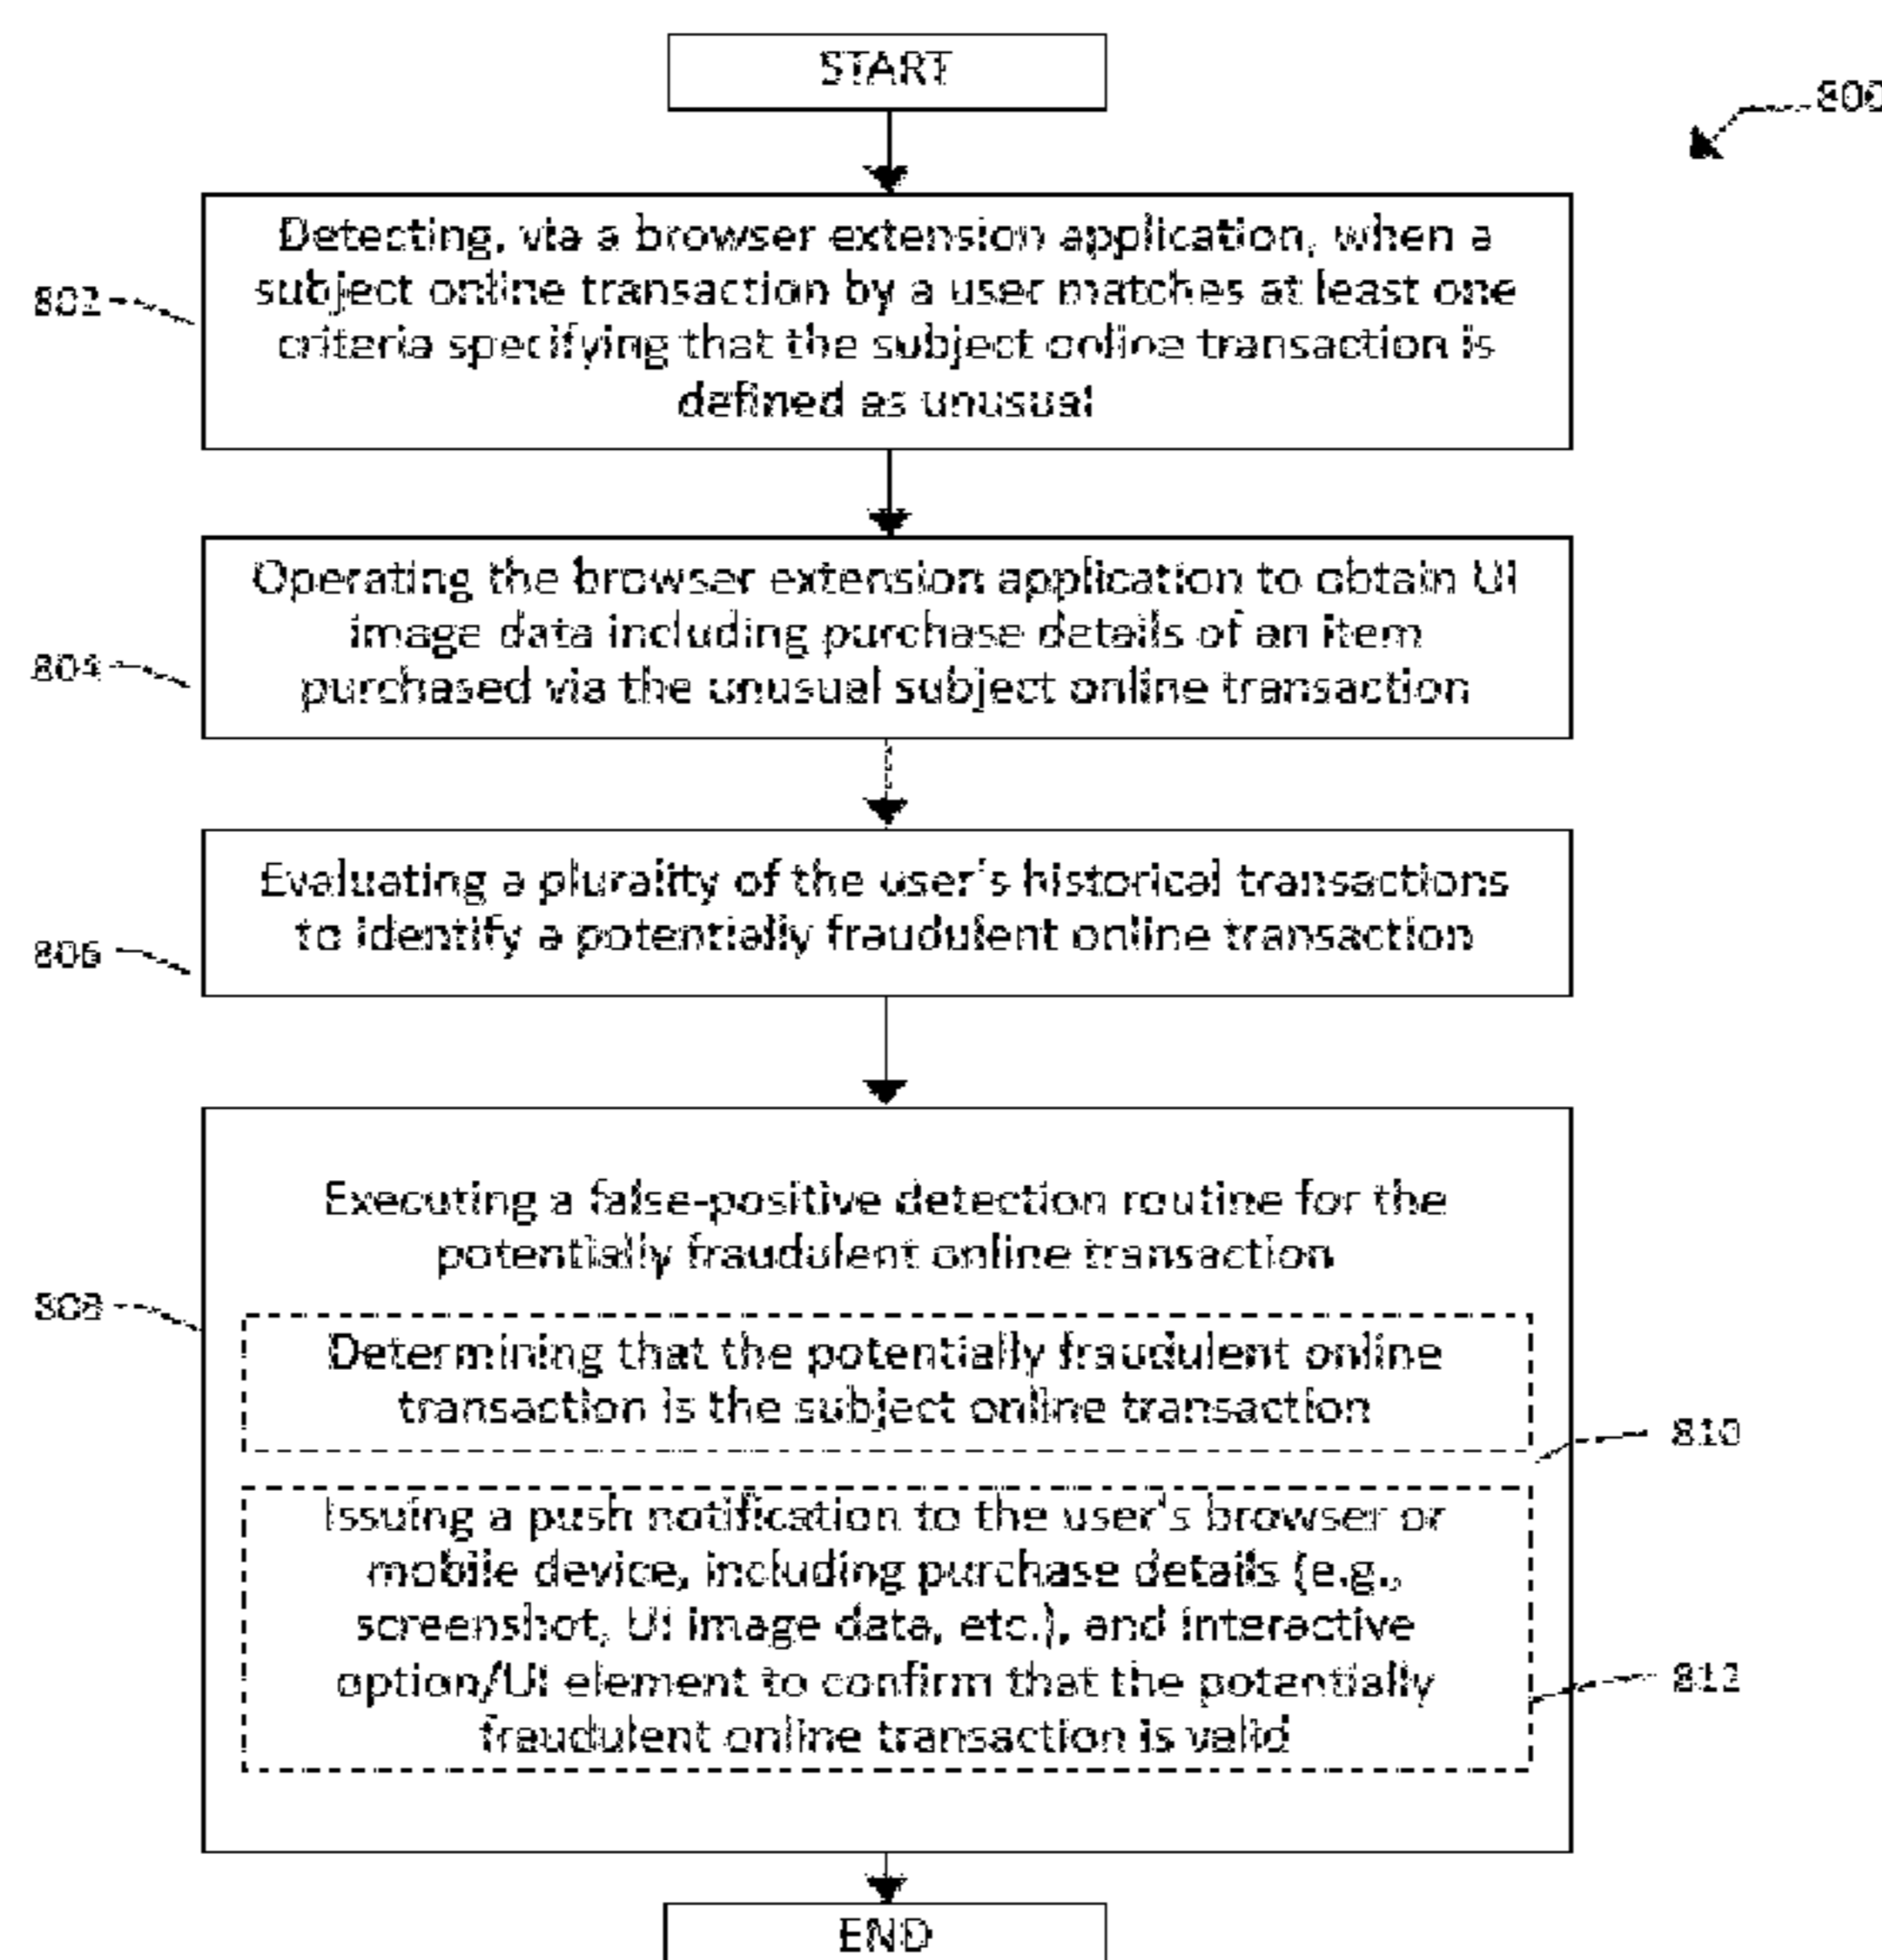 START
800
Detecting, via a browser extension application, when a
subject online transaction by a user matches at least one
criteria specifying that the subject online transaction is
defined as unusual
802
Operating the browser extension application to obtain UI
image data including purchase details of an item
purchased via the unusual subject online transaction
804
Evaluating a plurality of the user's historical transactions
to identify a potentially fraudulent online transaction
806
Executing a false-positive detection routine for the
potentially fraudulent online transaction
808
Determining that the potentially fraudulent online
transaction is the subject online transaction
810
Issuing a push notification to the user's browser or
mobile device, including purchase details (e.g.,
screenshot, UI image data, etc.), and interactive
option/UI element to confirm that the potentially
fraudulent online transaction is valid
812
END